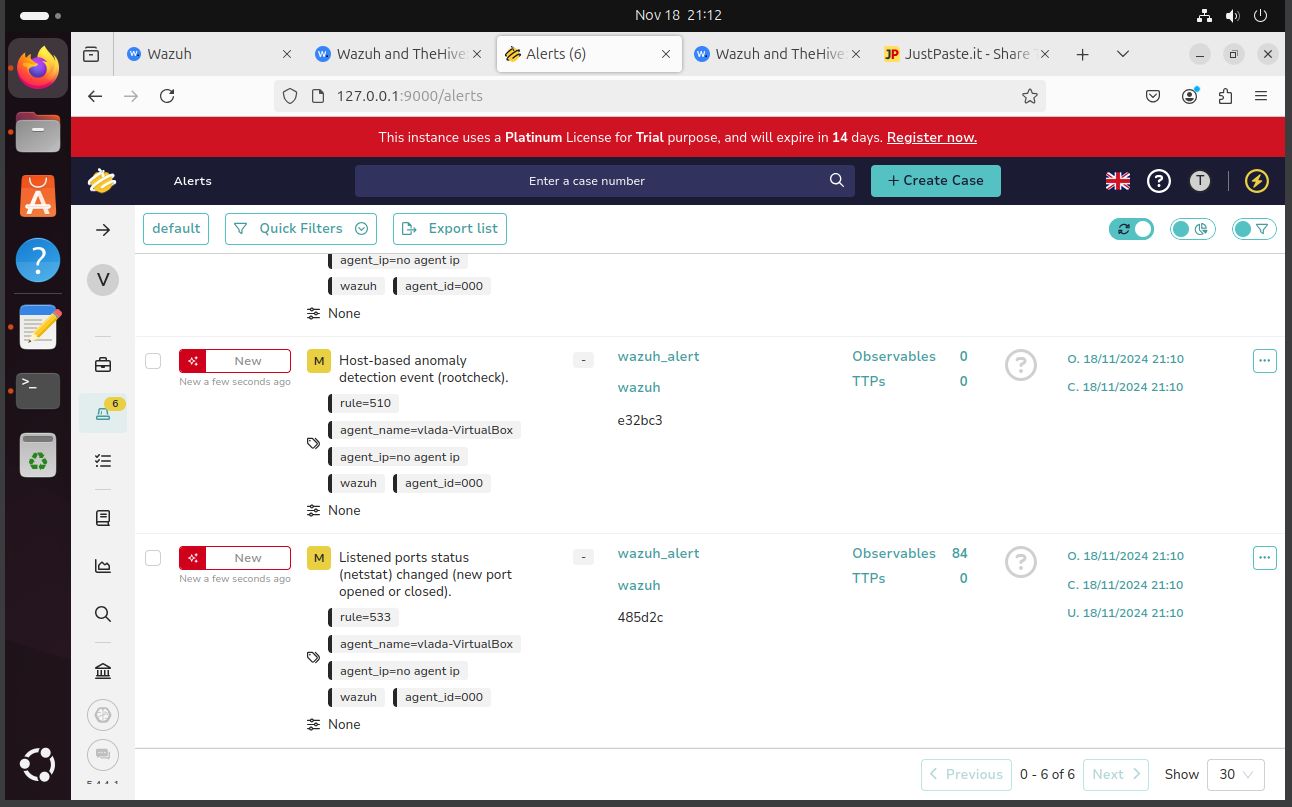 Nov 18 21:12
Wazuh
Wazuh and TheHive
Alerts (6)
Wazuh and TheHive
JP JustPaste.it - Share
127.0.0.1:9000/alerts
This instance uses a Platinum License for Trial purpose, and will expire in 14 days. Register now.
Alerts
Enter a case number
+ Create Case
T
default
Quick Filters
Export list
V
6
agent_ip=no agent ip
wazuh agent_id=000
None
New
New a few seconds ago
M
Host-based anomaly
detection event (rootcheck).
rule=510
agent_name=vlada-VirtualBox
agent_ip=no agent ip
wazuh agent_id=000
None
-
wazuh_alert
wazuh
e32bc3
Observables 0
TTPs 0
?
O. 18/11/2024 21:10
C. 18/11/2024 21:10
New
New a few seconds ago
M
Listened ports status
(netstat) changed (new port
opened or closed).
rule=533
agent_name=vlada-VirtualBox
agent_ip=no agent ip
wazuh agent_id=000
None
-
wazuh_alert
wazuh
485d2c
Observables 84
TTPs 0
?
O. 18/11/2024 21:10
C. 18/11/2024 21:10
U. 18/11/2024 21:10
Previous 0 - 6 of 6 Next Show 30